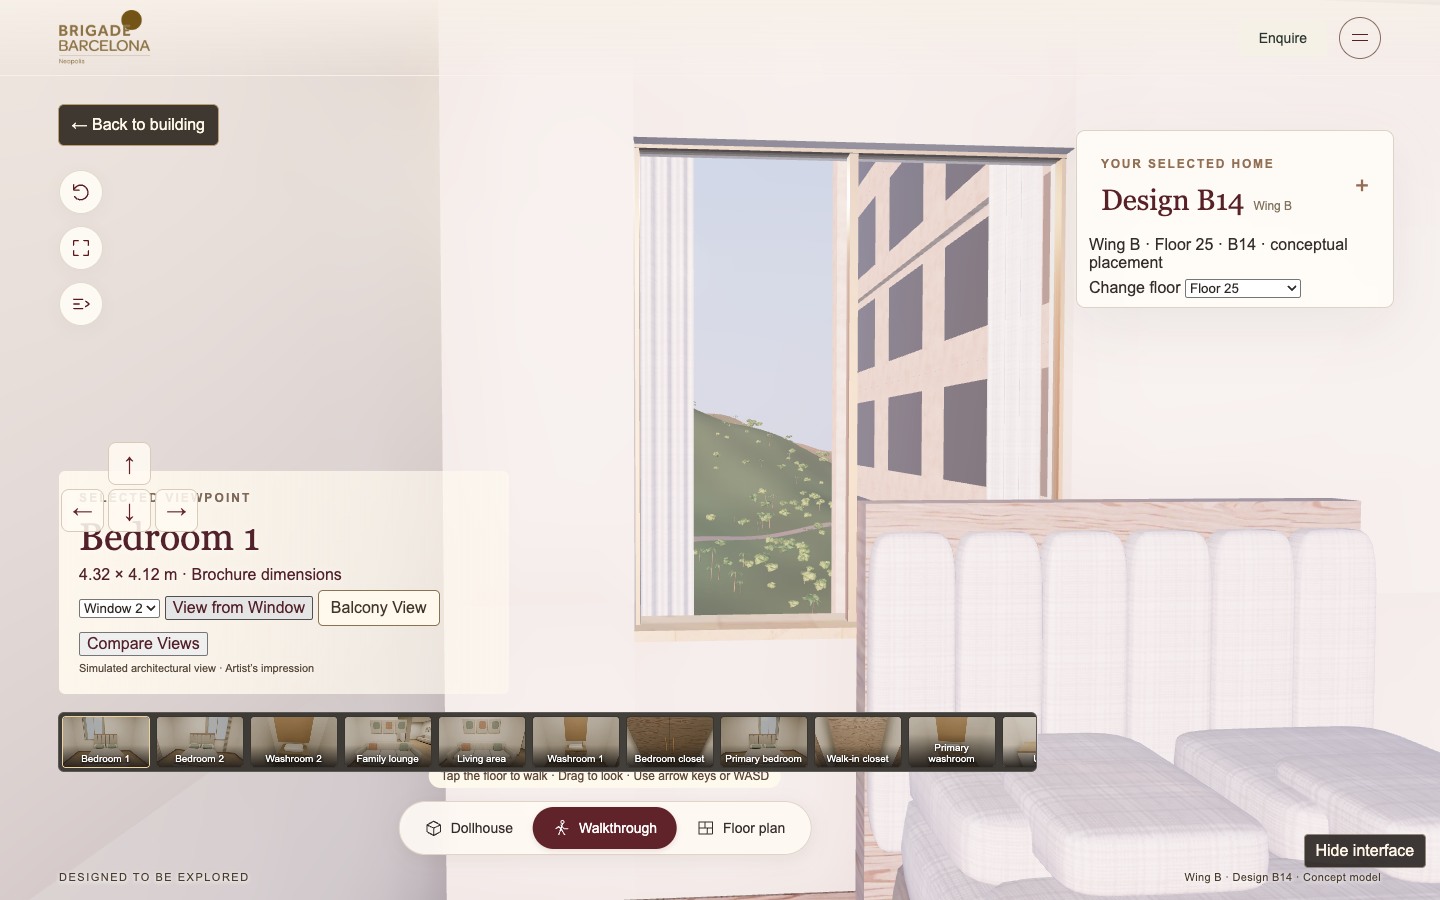 BRIGADE
BARCELONA
Neopolis
Enquire
← Back to building
YOUR SELECTED HOME
Design B14 Wing B
+
Wing B · Floor 25 · B14 · conceptual
placement
Change floor Floor 25
↑
← ↓ →
SELECTED VIEWPOINT
Bedroom 1
4.32 × 4.12 m · Brochure dimensions
Window 2 View from Window Balcony View
Compare Views
Simulated architectural view · Artist's impression
Bedroom 1 Bedroom 2 Washroom 2 Family lounge Living area Washroom 1 Bedroom closet Primary bedroom Walk-in closet Primary washroom
Tap the floor to walk · Drag to look · Use arrow keys or WASD
Dollhouse Walkthrough Floor plan
Hide interface
DESIGNED TO BE EXPLORED
Wing B · Design B14 · Concept model